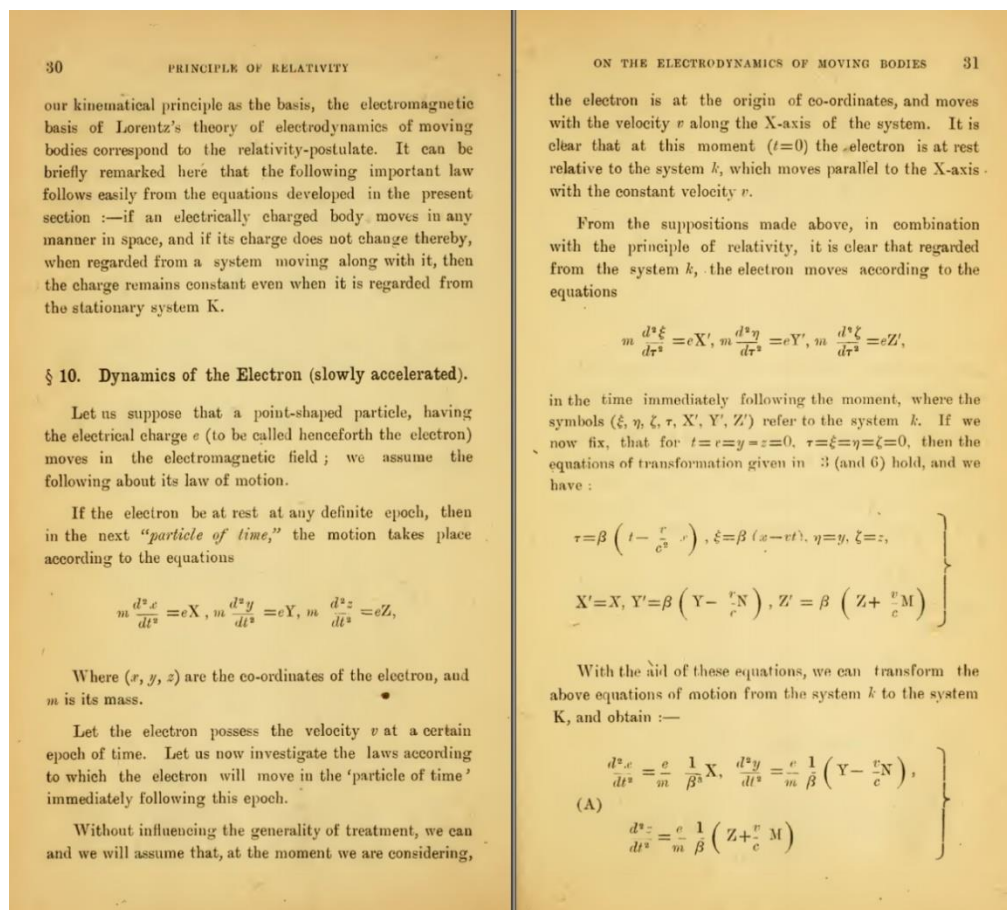 30 PRINCIPLE OF RELATIVITY
our kinematical principle as the basis, the electromagnetic
basis of Lorentz's theory of electrodynamics of moving
bodies correspond to the relativity-postulate. It can be
briefly remarked here that the following important law
follows easily from the equations developed in the present
section :—if an electrically charged body moves in any
manner in space, and if its charge does not change thereby,
when regarded from a system moving along with it, then
the charge remains constant even when it is regarded from
the stationary system K.
§ 10. Dynamics of the Electron (slowly accelerated).
Let us suppose that a point-shaped particle, having
the electrical charge e (to be called henceforth the electron)
moves in the electromagnetic field ; we assume the
following about its law of motion.
If the electron be at rest at any definite epoch, then
in the next “particle of time,” the motion takes place
according to the equations
m d²x/dt² =eX , m d²y/dt² =eY, m d²z/dt² =eZ,
Where (x, y, z) are the co-ordinates of the electron, and
m is its mass.
Let the electron possess the velocity v at a certain
epoch of time. Let us now investigate the laws according
to which the electron will move in the ‘particle of time’
immediately following this epoch.
Without influencing the generality of treatment, we can
and we will assume that, at the moment we are considering,
ON THE ELECTRODYNAMICS OF MOVING BODIES 31
the electron is at the origin of co-ordinates, and moves
with the velocity v along the X-axis of the system. It is
clear that at this moment (t=0) the electron is at rest
relative to the system k, which moves parallel to the X-axis
with the constant velocity v.
From the suppositions made above, in combination
with the principle of relativity, it is clear that regarded
from the system k, the electron moves according to the
equations
m d²ξ/dτ² =eX′, m d²η/dτ² =eY′, m d²ζ/dτ² =eZ′,
in the time immediately following the moment, where the
symbols (ξ, η, ζ, τ, X′, Y′, Z′) refer to the system k. If we
now fix, that for t=x=y=z=0, τ=ξ=η=ζ=0, then the
equations of transformation given in 3 (and 6) hold, and we
have :
τ=β ( t− v/c² x ) , ξ=β (x−vt), η=y, ζ=z,
X′=X, Y′=β ( Y− v/c N ) , Z′ = β ( Z+ v/c M )
With the aid of these equations, we can transform the
above equations of motion from the system k to the system
K, and obtain :—
d²x/dt² = e/m 1/β³ X, d²y/dt² = e/m 1/β ( Y− v/c N ) ,
(A)
d²z/dt² = e/m 1/β ( Z+ v/c M )